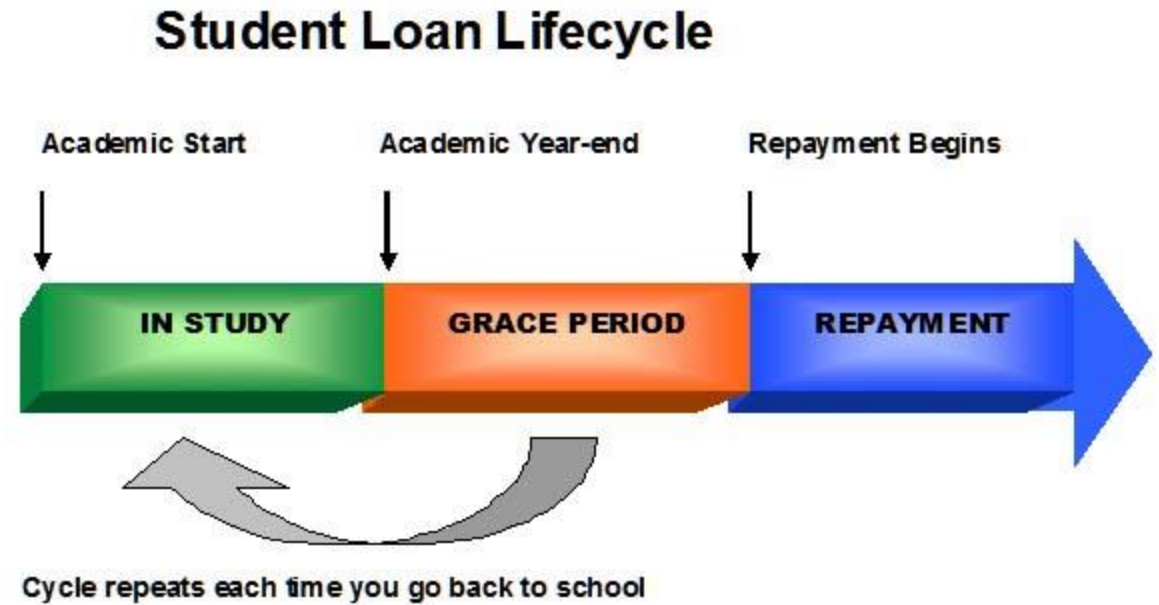 Student Loan Lifecycle
Academic Start
Academic Year-end
Repayment Begins
IN STUDY
GRACE PERIOD
REPAYMENT
Cycle repeats each time you go back to school